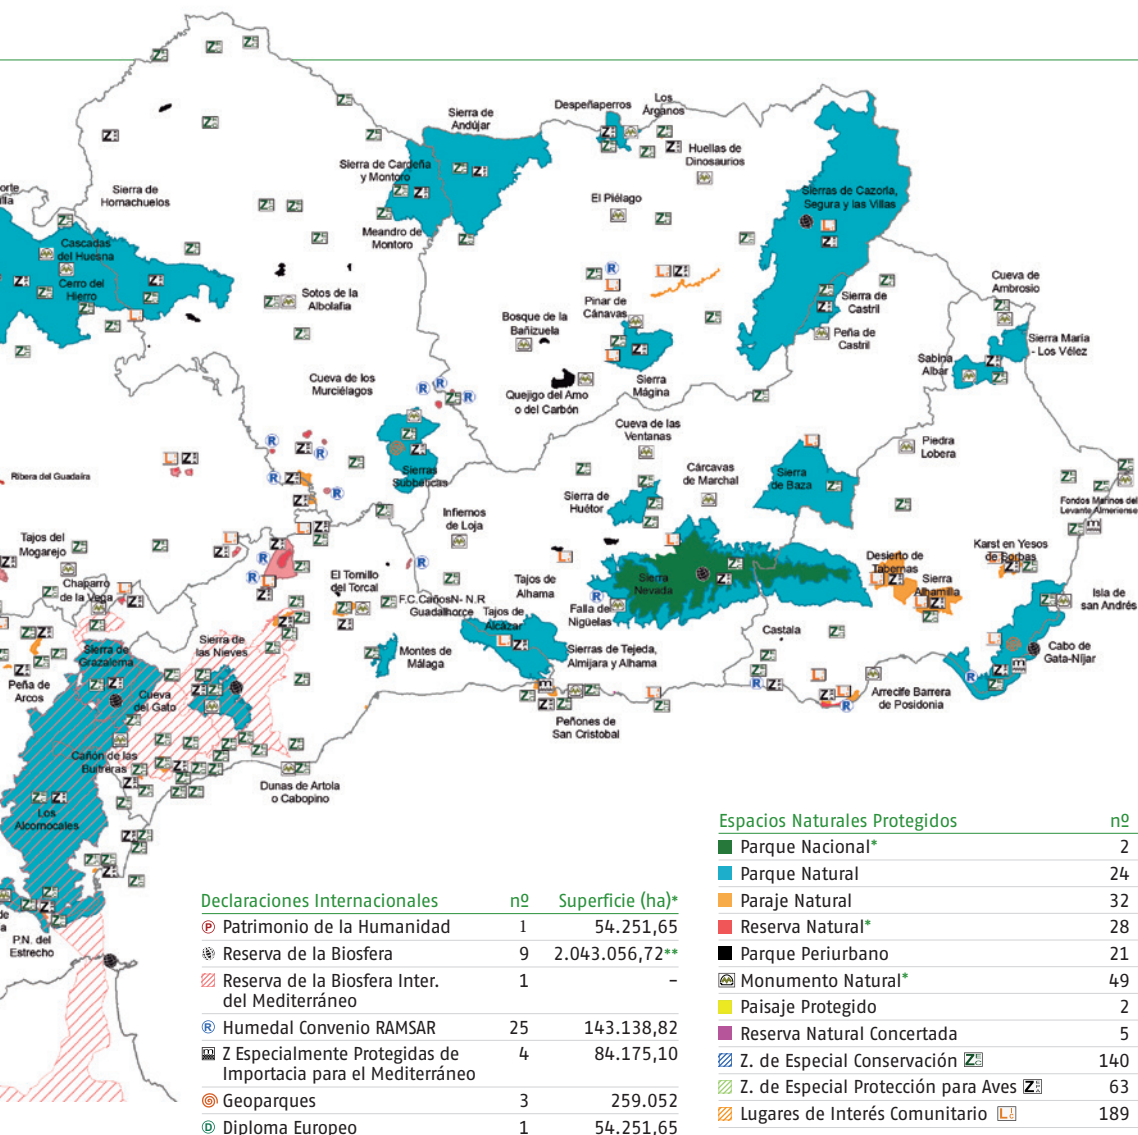 Despeñaperros
Los
Órganos
Sierra de
Andújar
Huellas de
Dinosaurios
Sierra de Cardeña
y Montoro
Sierra de
Hornachuelos
El Piélago
Sierras de Cazorla,
Segura y las Villas
Meandro de
Montoro
Cascadas
del Huesna
Cerro del
Hierro
Sotos de la
Albolafia
Pinar de
Cánavas
Sierra de
Castril
Peña de
Castril
Cueva de
Ambrosio
Bosque de la
Bañizuela
Sierra María
- Los Vélez
Sabina
Albar
Cueva de los
Murciélagos
Sierra
Mágina
Quejigo del Amo
o del Carbón
Cueva de las
Ventanas
Piedra
Lobera
Ribera del Guadaíra
Sierras
Subbéticas
Cárcavas
de Marchal
Sierra
de Baza
Sierra de
Huétor
Fondos Marinos del
Levante Almeriense
Infiernos
de Loja
Tajos del
Mogarejo
Karst en Yesos
de Sorbas
Desierto de
Tabernas
Sierra
Alhamilla
Chaparro
de la Vega
El Tornillo
del Torcal
Tajos de
Alhama
Sierra
Nevada
Isla de
san Andrés
F.C.CañosN- N.R
Guadalhorce
Tajos de
Alcázar
Falla de
Nigüelas
Castala
Sierra de
Grazalema
Sierra de
las Nieves
Montes de
Málaga
Sierras de Tejeda,
Almijara y Alhama
Cabo de
Gata-Níjar
Peña de
Arcos
Cueva
del Gato
Arrecife Barrera
de Posidonia
Peñones de
San Cristobal
Cañón de las
Buitreras
Dunas de Artola
o Cabopino
Los
Alcornocales
P.N. del
Estrecho
Espacios Naturales Protegidos nº
Parque Nacional* 2
Parque Natural 24
Paraje Natural 32
Reserva Natural* 28
Parque Periurbano 21
Monumento Natural* 49
Paisaje Protegido 2
Reserva Natural Concertada 5
Z. de Especial Conservación 140
Z. de Especial Protección para Aves 63
Lugares de Interés Comunitario 189
Declaraciones Internacionales nº Superficie (ha)*
Patrimonio de la Humanidad 1 54.251,65
Reserva de la Biosfera 9 2.043.056,72**
Reserva de la Biosfera Inter. 1 –
del Mediterráneo
Humedal Convenio RAMSAR 25 143.138,82
Z Especialmente Protegidas de 4 84.175,10
Importacia para el Mediterráneo
Geoparques 3 259.052
Diploma Europeo 1 54.251,65